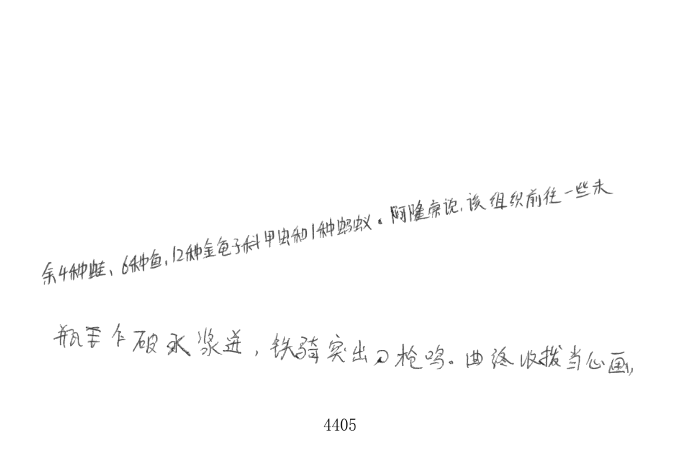 余4种蛙、6种鱼,12种金龟子科甲虫和1种蚂蚁。阿隆索说,该组织前往一些未
瓶乍破水浆迸,铁骑突出刀枪鸣。曲终收拨当心画,
4405